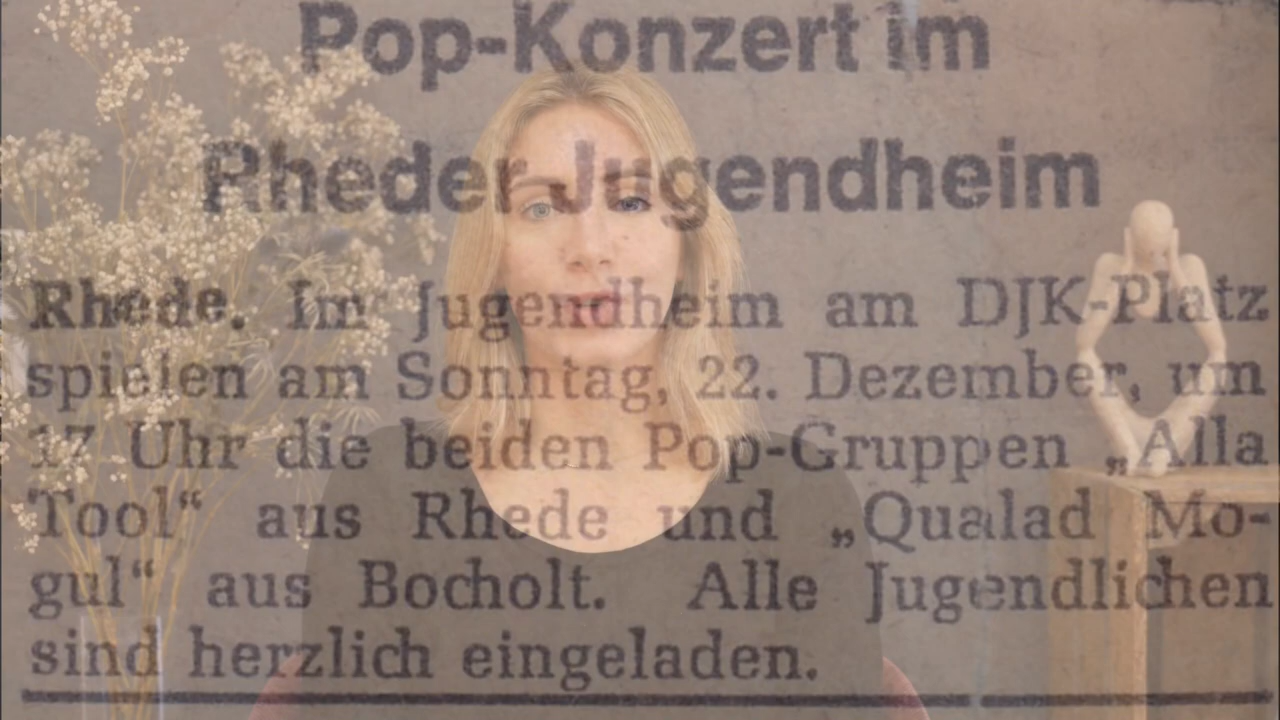 Pop-Konzert im
Rheder Jugendheim
Rhede. Im Jugendheim am DJK-Platz
spielen am Sonntag, 22. Dezember, um
17 Uhr die beiden Pop-Gruppen „Alla
Tool“ aus Rhede und „Qualad Mo-
gul“ aus Bocholt. Alle Jugendlichen
sind herzlich eingeladen.